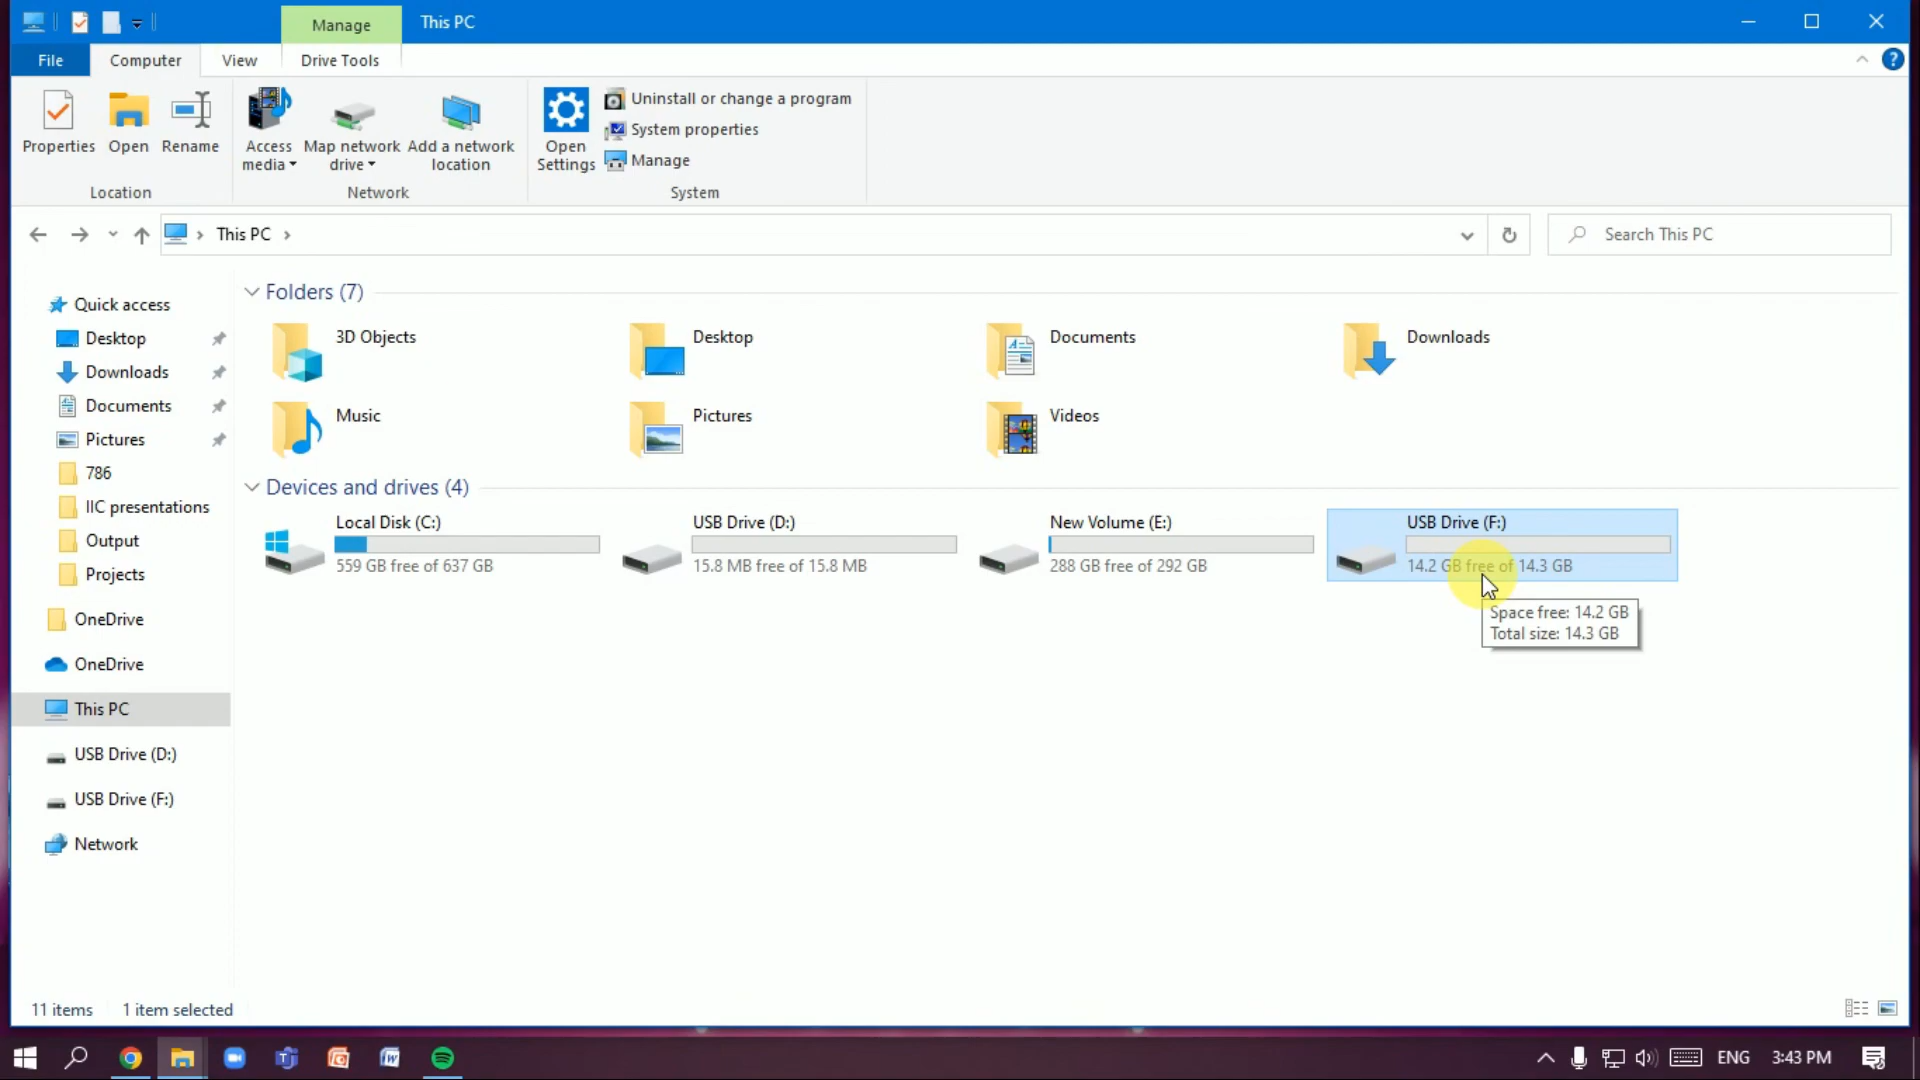 Manage
This PC
File
Computer
View
Drive Tools
Properties
Open
Rename
Access media
Map network drive
Add a network location
Open Settings
Uninstall or change a program
System properties
Manage
Location
Network
System
This PC
Search This PC
Quick access
Desktop
Downloads
Documents
Pictures
786
IIC presentations
Output
Projects
OneDrive
OneDrive
This PC
USB Drive (D:)
USB Drive (F:)
Network
Folders (7)
3D Objects
Desktop
Documents
Downloads
Music
Pictures
Videos
Devices and drives (4)
Local Disk (C:)
559 GB free of 637 GB
USB Drive (D:)
15.8 MB free of 15.8 MB
New Volume (E:)
288 GB free of 292 GB
USB Drive (F:)
14.2 GB free of 14.3 GB
Space free: 14.2 GB
Total size: 14.3 GB
11 items
1 item selected
ENG
3:43 PM